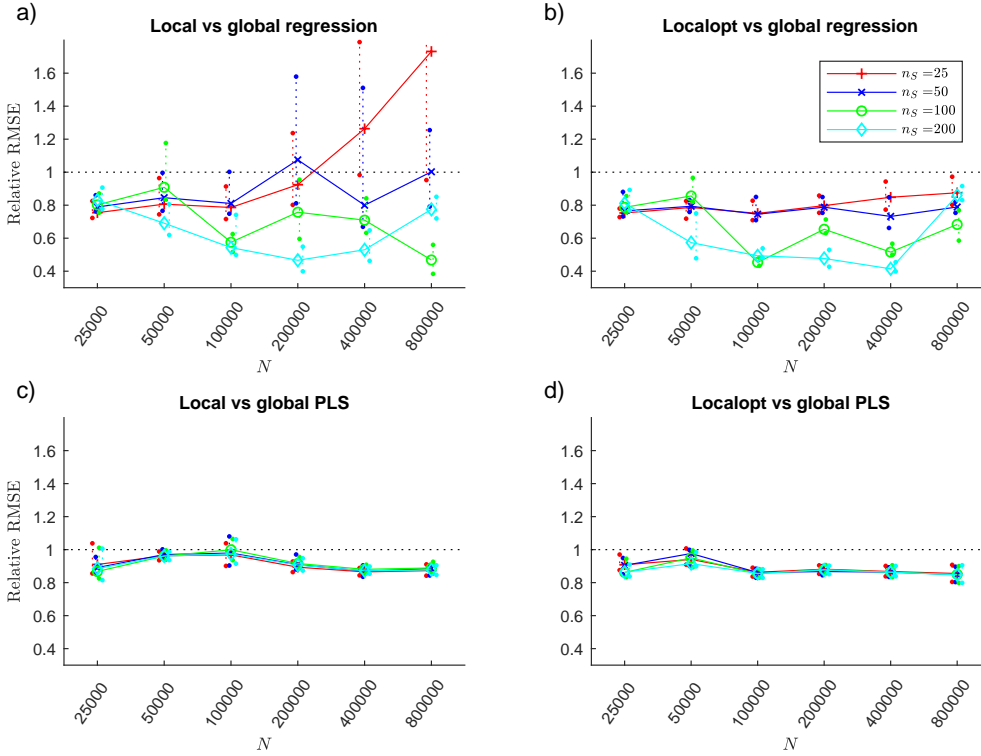 a)
Local vs global regression
Relative RMSE
1.6
1.4
1.2
1
0.8
0.6
0.4
25000
50000
100000
200000
400000
800000
N
b)
Localopt vs global regression
1.6
1.4
1.2
1
0.8
0.6
0.4
n_S =25
n_S =50
n_S =100
n_S =200
25000
50000
100000
200000
400000
800000
N
c)
Local vs global PLS
Relative RMSE
1.6
1.4
1.2
1
0.8
0.6
0.4
25000
50000
100000
200000
400000
800000
N
d)
Localopt vs global PLS
1.6
1.4
1.2
1
0.8
0.6
0.4
25000
50000
100000
200000
400000
800000
N